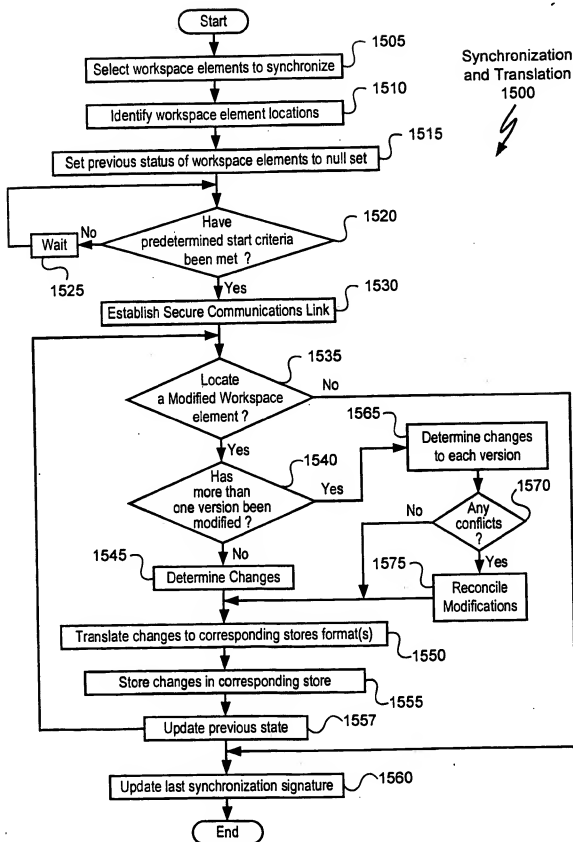 Start
1505
Select workspace elements to synchronize
Synchronization
and Translation
1500
1510
Identify workspace element locations
1515
Set previous status of workspace elements to null set
Have
predetermined start criteria
been met ?
1520
No
Wait
1525
Yes
1530
Establish Secure Communications Link
1535
Locate
a Modified Workspace
element ?
No
Yes
1565
Determine changes
to each version
1540
Has
more than
one version been
modified ?
Yes
1570
Any
conflicts
?
No
Yes
No
1545
Determine Changes
1575
Reconcile
Modifications
Translate changes to corresponding stores format(s)
1550
Store changes in corresponding store
1555
Update previous state
1557
Update last synchronization signature
1560
End